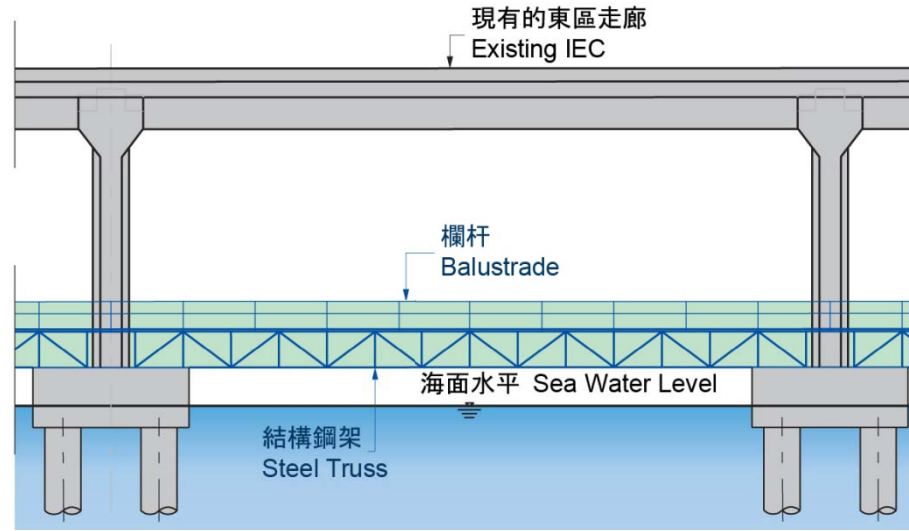 現有的東區走廊
Existing IEC
欄杆
Balustrade
海面水平 Sea Water Level
結構鋼架
Steel Truss